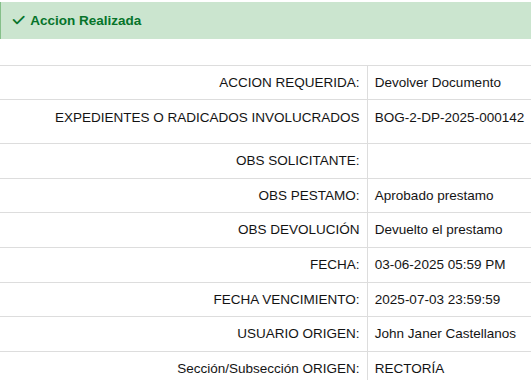 Accion Realizada
ACCION REQUERIDA: Devolver Documento
EXPEDIENTES O RADICADOS INVOLUCRADOS BOG-2-DP-2025-000142
OBS SOLICITANTE:
OBS PESTAMO: Aprobado prestamo
OBS DEVOLUCIÓN Devuelto el prestamo
FECHA: 03-06-2025 05:59 PM
FECHA VENCIMIENTO: 2025-07-03 23:59:59
USUARIO ORIGEN: John Janer Castellanos
Sección/Subsección ORIGEN: RECTORÍA